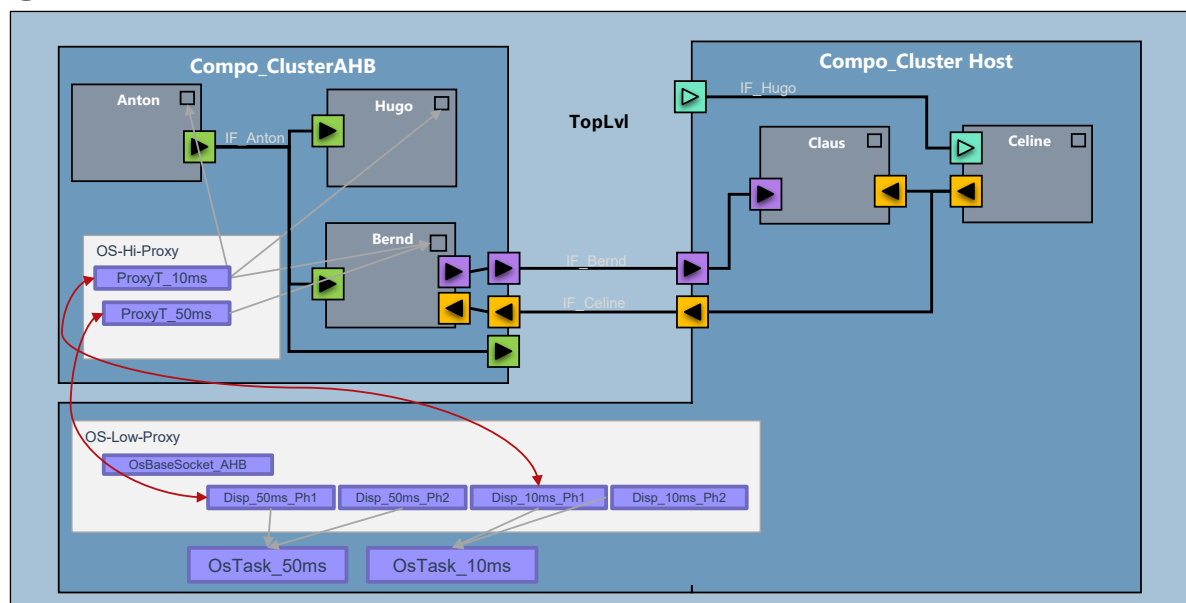 Compo_ClusterAHB
Compo_Cluster Host
Anton
Hugo
IF_Anton
IF_Hugo
TopLvl
Claus
Celine
Bernd
OS-Hi-Proxy
ProxyT_10ms
ProxyT_50ms
IF_Bernd
IF_Celine
OS-Low-Proxy
OsBaseSocket_AHB
Disp_50ms_Ph1
Disp_50ms_Ph2
Disp_10ms_Ph1
Disp_10ms_Ph2
OsTask_50ms
OsTask_10ms